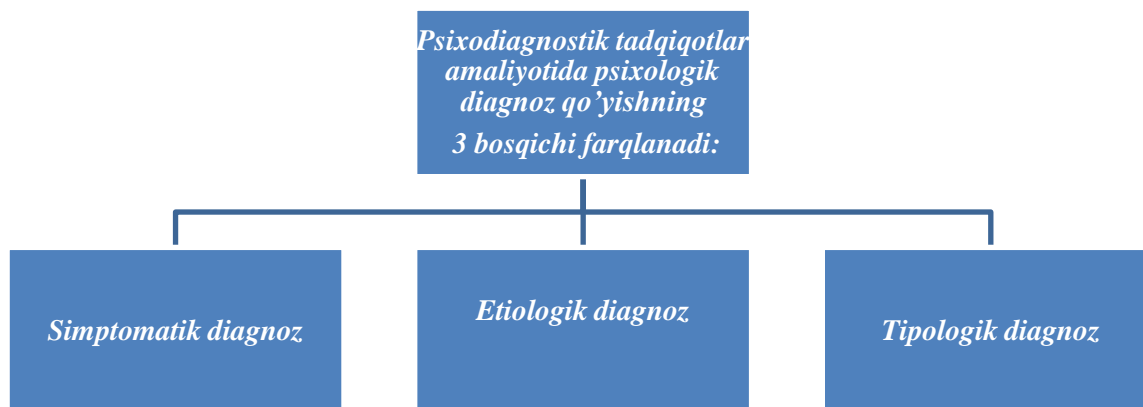 Psixodiagnostik tadqiqotlar
amaliyotida psixologik
diagnoz qo’yishning
3 bosqichi farqlanadi:
Simptomatik diagnoz
Etiologik diagnoz
Tipologik diagnoz